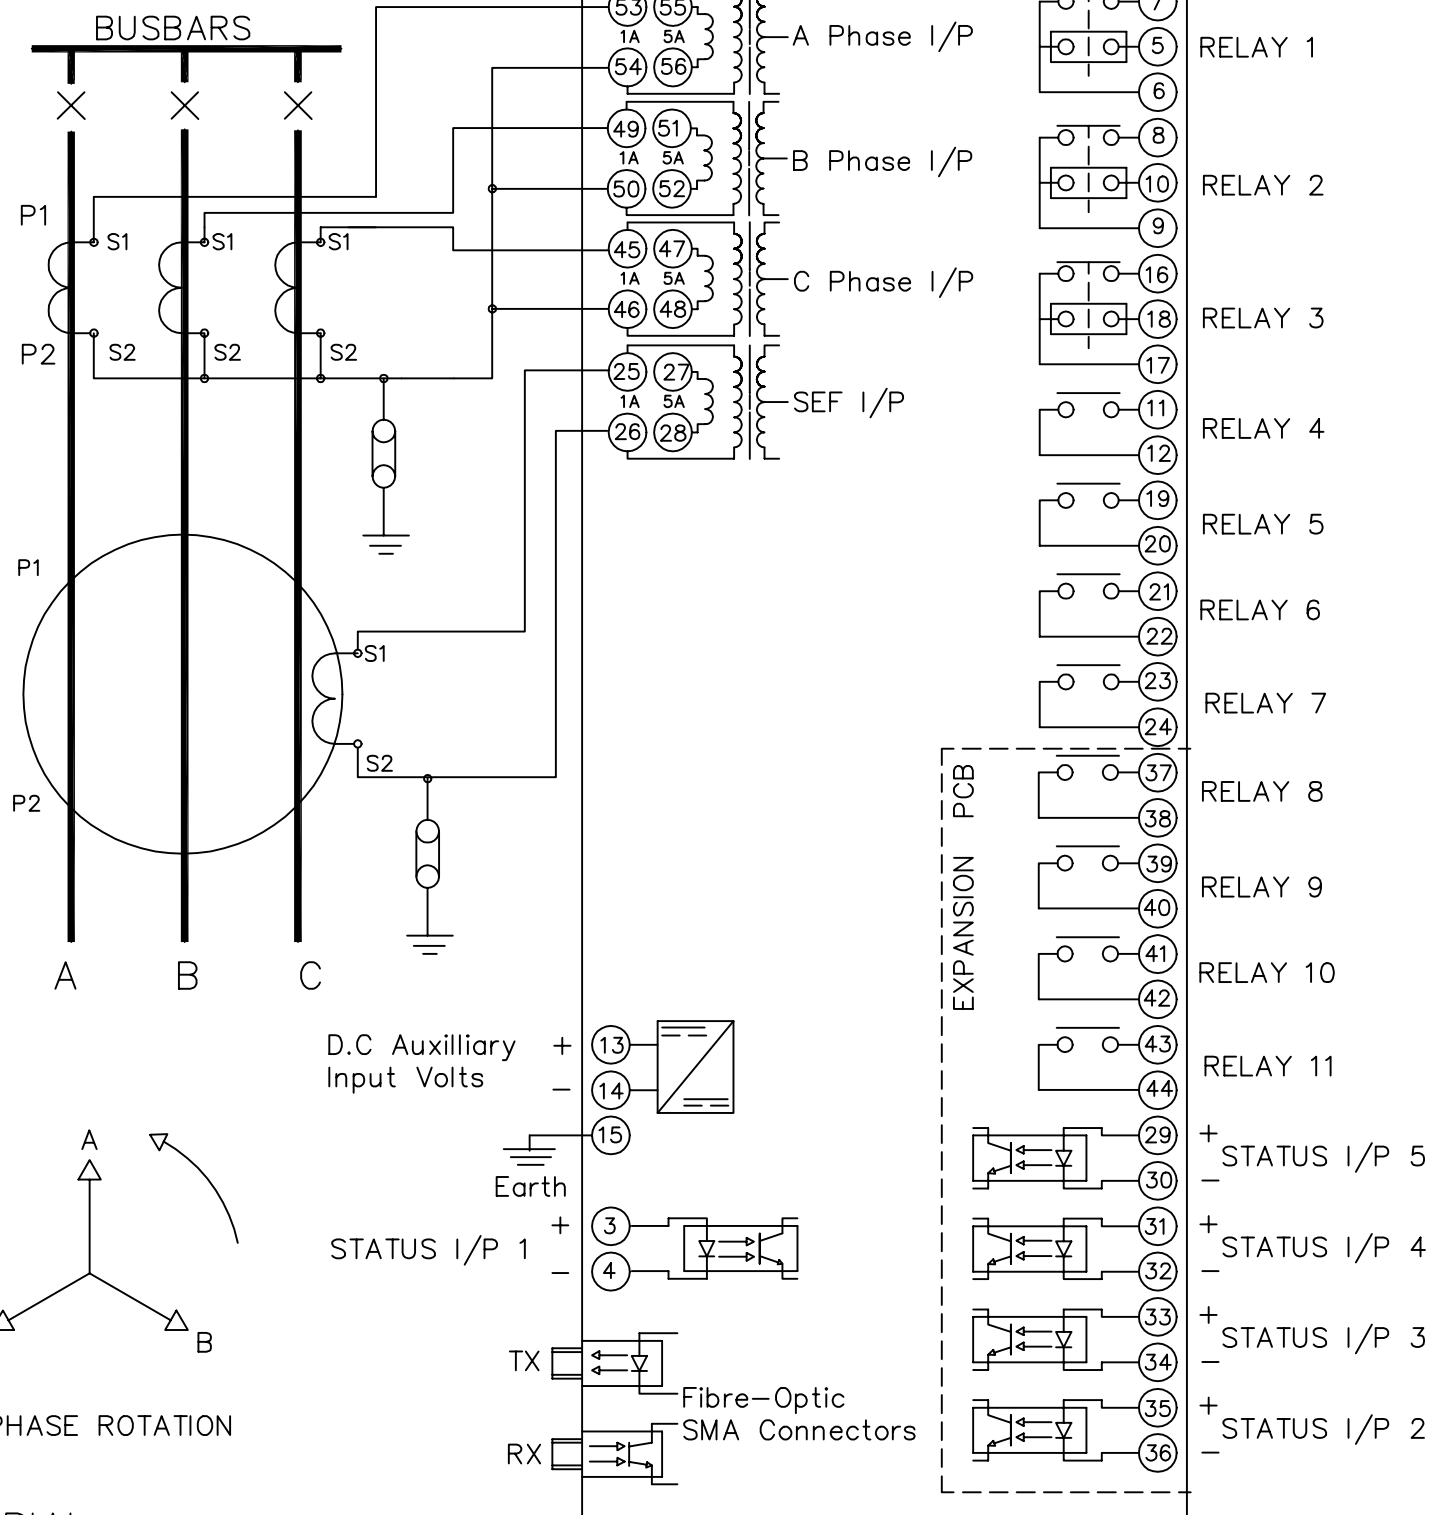 BUSBARS
P1
S1
S1
S1
P2
S2
S2
S2
P1
S1
S2
P2
A
B
C
53 55
1A 5A
54 56
A Phase I/P
49 51
1A 5A
50 52
B Phase I/P
45 47
1A 5A
46 48
C Phase I/P
25 27
1A 5A
26 28
SEF I/P
7
5
6
RELAY 1
8
10
9
RELAY 2
16
18
17
RELAY 3
11
12
RELAY 4
19
20
RELAY 5
21
22
RELAY 6
23
24
RELAY 7
EXPANSION PCB
37
38
RELAY 8
39
40
RELAY 9
41
42
RELAY 10
43
44
RELAY 11
29 +
30 −
STATUS I/P 5
31 +
32 −
STATUS I/P 4
33 +
34 −
STATUS I/P 3
35 +
36 −
STATUS I/P 2
D.C Auxilliary
Input Volts
+ 13
− 14
15
Earth
STATUS I/P 1
+ 3
− 4
TX
RX
Fibre-Optic
SMA Connectors
A
B
PHASE ROTATION